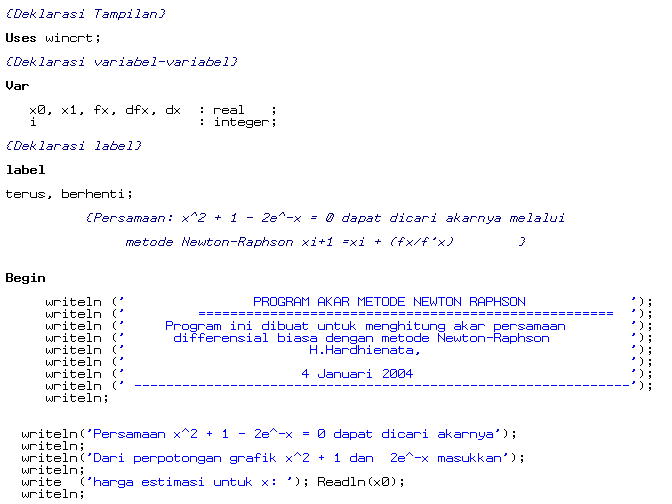 {Deklarasi Tampilan}
Uses wincrt;
{Deklarasi variabel-variabel}
Var
x0, x1, fx, dfx, dx : real ;
i : integer;
{Deklarasi label}
label
terus, berhenti;
{Persamaan: x^2 + 1 - 2e^-x = 0 dapat dicari akarnya melalui
metode Newton-Raphson xi+1 =xi + (fx/f'x) }
Begin
writeln (' PROGRAM AKAR METODE NEWTON RAPHSON ');
writeln (' ==================================================== ');
writeln (' Program ini dibuat untuk menghitung akar persamaan ');
writeln (' differensial biasa dengan metode Newton-Raphson ');
writeln (' H.Hardhienata, ');
writeln (' ');
writeln (' 4 Januari 2004 ');
writeln (' --------------------------------------------------------------');
writeln;
writeln('Persamaan x^2 + 1 - 2e^-x = 0 dapat dicari akarnya');
writeln;
writeln('Dari perpotongan grafik x^2 + 1 dan 2e^-x masukkan');
writeln;
write ('harga estimasi untuk x: '); Readln(x0);
writeln;